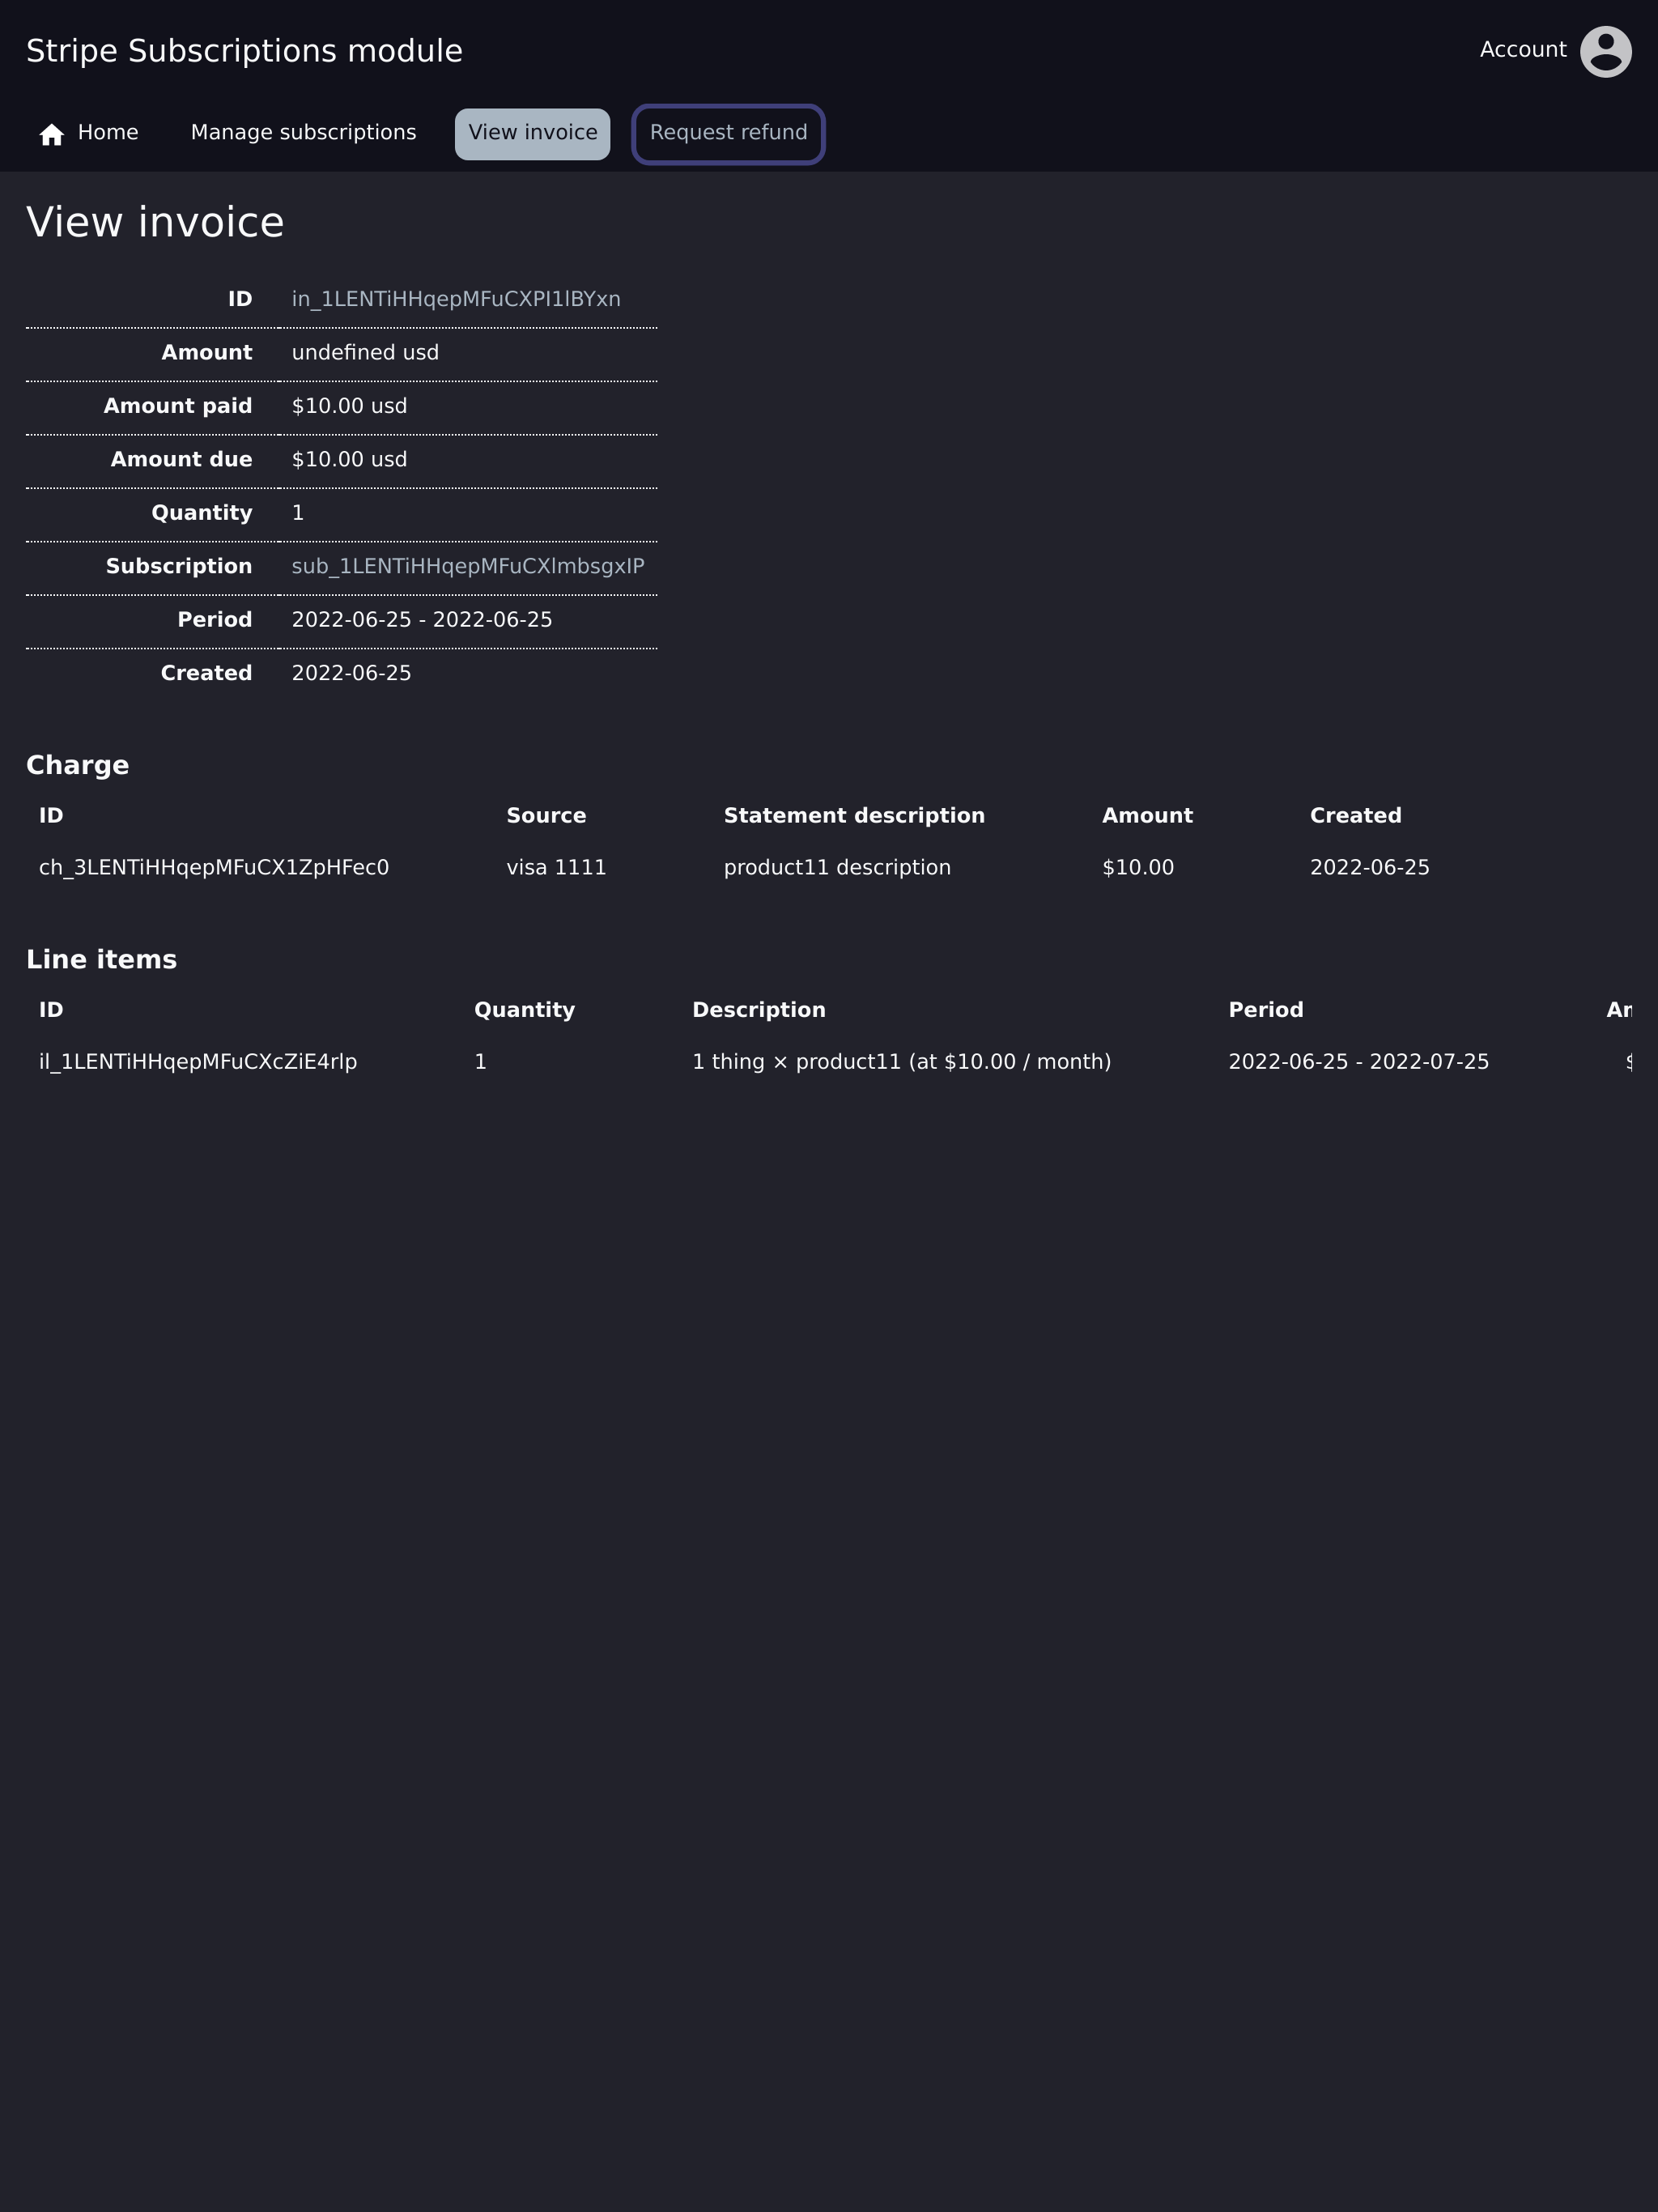 Stripe Subscriptions module
Account
Home Manage subscriptions View invoice Request refund
View invoice
ID in_1LENTiHHqepMFuCXPI1lBYxn
Amount undefined usd
Amount paid $10.00 usd
Amount due $10.00 usd
Quantity 1
Subscription sub_1LENTiHHqepMFuCXlmbsgxIP
Period 2022-06-25 - 2022-06-25
Created 2022-06-25
Charge
ID Source Statement description Amount Created
ch_3LENTiHHqepMFuCX1ZpHFec0 visa 1111 product11 description $10.00 2022-06-25
Line items
ID Quantity Description Period
il_1LENTiHHqepMFuCXcZiE4rlp 1 1 thing × product11 (at $10.00 / month) 2022-06-25 - 2022-07-25